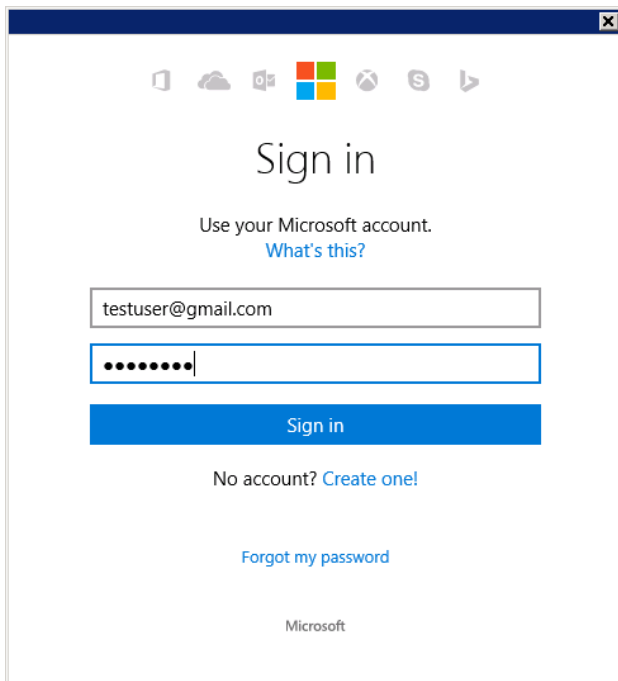 Sign in
Use your Microsoft account.
What's this?
testuser@gmail.com
●●●●●●●●
Sign in
No account? Create one!
Forgot my password
Microsoft